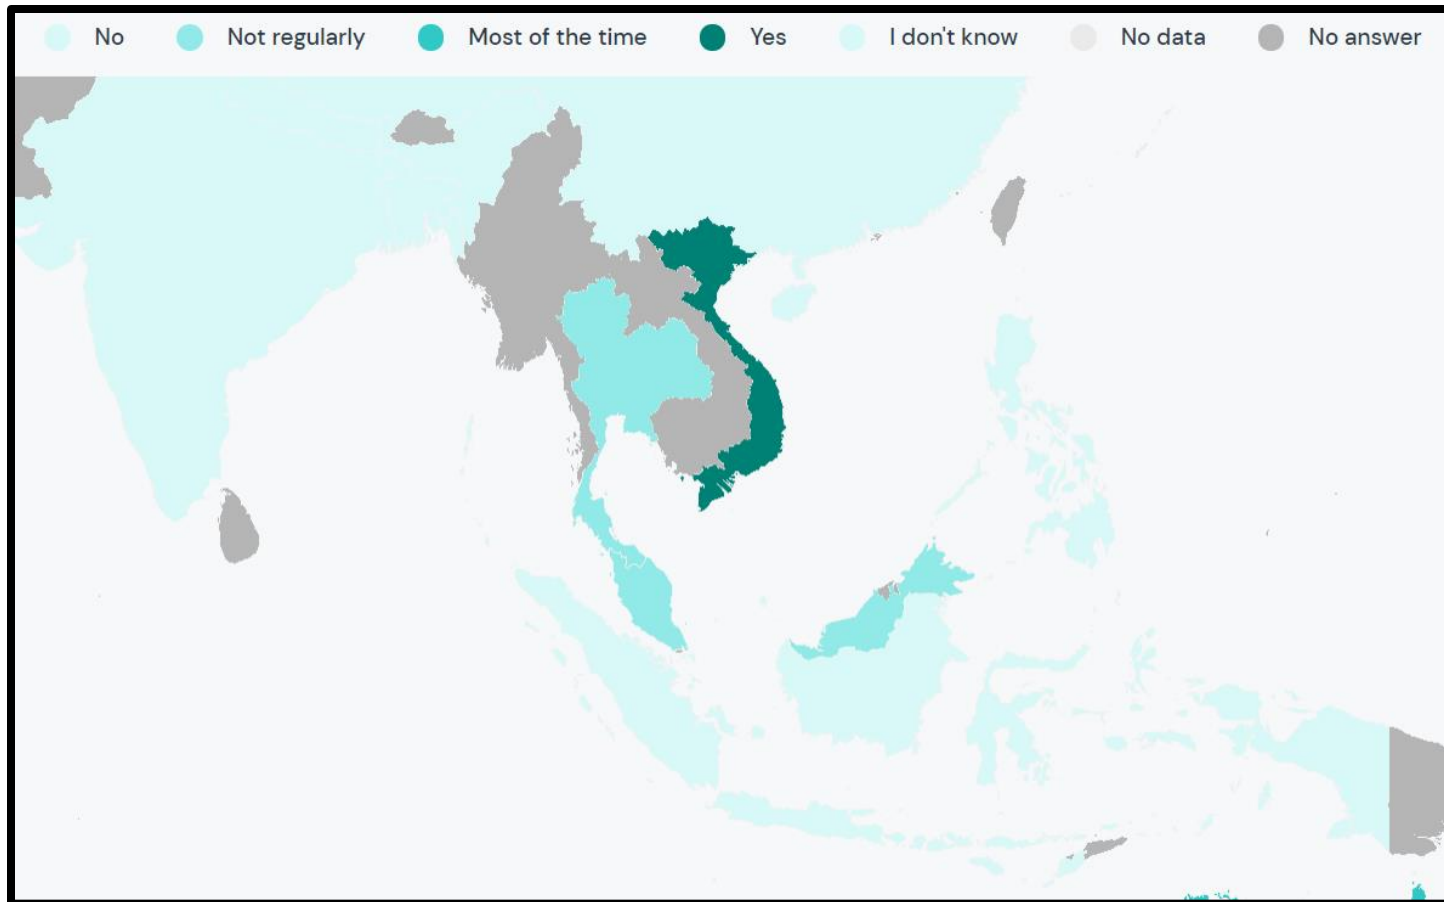 No Not regularly Most of the time Yes I don't know No data No answer